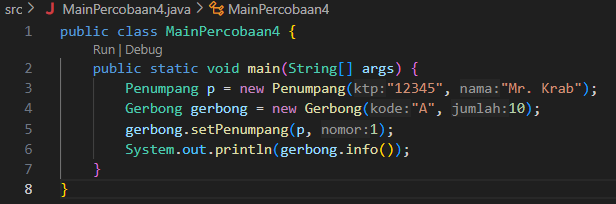 src > J MainPercobaan4.java > MainPercobaan4
1 public class MainPercobaan4 {
Run | Debug
2 public static void main(String[] args) {
3 Penumpang p = new Penumpang(ktp:"12345", nama:"Mr. Krab");
4 Gerbong gerbong = new Gerbong(kode:"A", jumlah:10);
5 gerbong.setPenumpang(p, nomor:1);
6 System.out.println(gerbong.info());
7 }
8 }